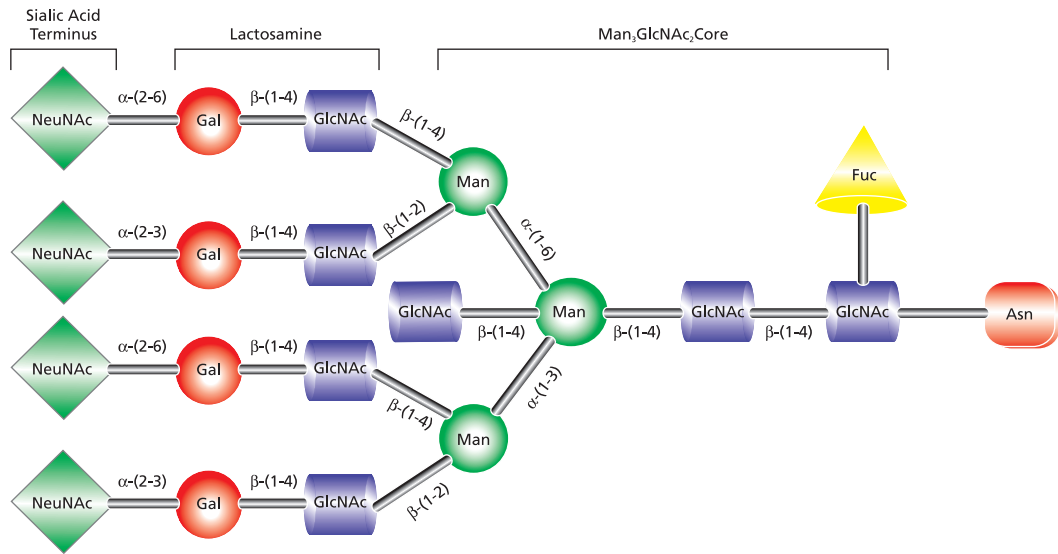 Sialic Acid
Terminus
Lactosamine
Man₃GlcNAc₂Core
NeuNAc α-(2-6) Gal β-(1-4) GlcNAc β-(1-4)
Man
Fuc
NeuNAc α-(2-3) Gal β-(1-4) GlcNAc β-(1-2)
α-(1-6)
GlcNAc β-(1-4) Man β-(1-4) GlcNAc β-(1-4) GlcNAc Asn
NeuNAc α-(2-6) Gal β-(1-4) GlcNAc β-(1-4)
α-(1-3)
Man
NeuNAc α-(2-3) Gal β-(1-4) GlcNAc β-(1-2)